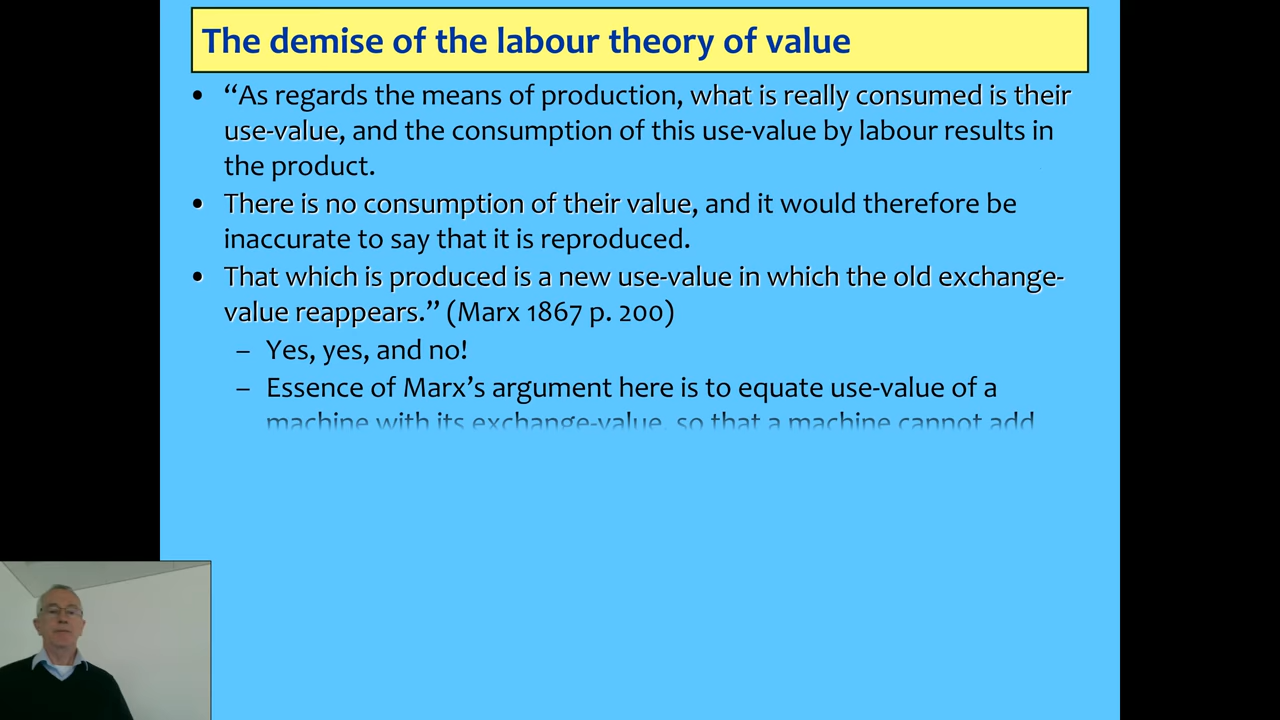 The demise of the labour theory of value
• “As regards the means of production, what is really consumed is their
use-value, and the consumption of this use-value by labour results in
the product.
• There is no consumption of their value, and it would therefore be
inaccurate to say that it is reproduced.
• That which is produced is a new use-value in which the old exchange-
value reappears.” (Marx 1867 p. 200)
– Yes, yes, and no!
– Essence of Marx’s argument here is to equate use-value of a
machine with its exchange-value, so that a machine cannot add